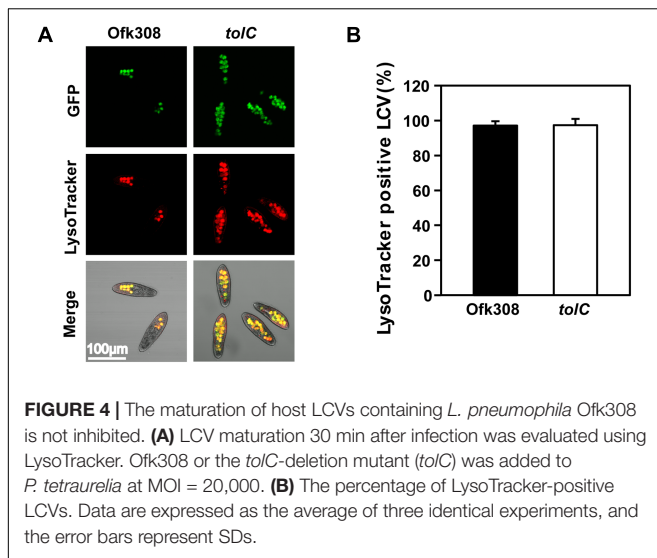 A
B
Ofk308 tolC
GFP
LysoTracker
Merge
100µm
LysoTracker positive LCV(%)
120
100
80
60
40
20
0
Ofk308 tolC
FIGURE 4 | The maturation of host LCVs containing L. pneumophila Ofk308
is not inhibited. (A) LCV maturation 30 min after infection was evaluated using
LysoTracker. Ofk308 or the tolC-deletion mutant (tolC) was added to
P. tetraurelia at MOI = 20,000. (B) The percentage of LysoTracker-positive
LCVs. Data are expressed as the average of three identical experiments, and
the error bars represent SDs.